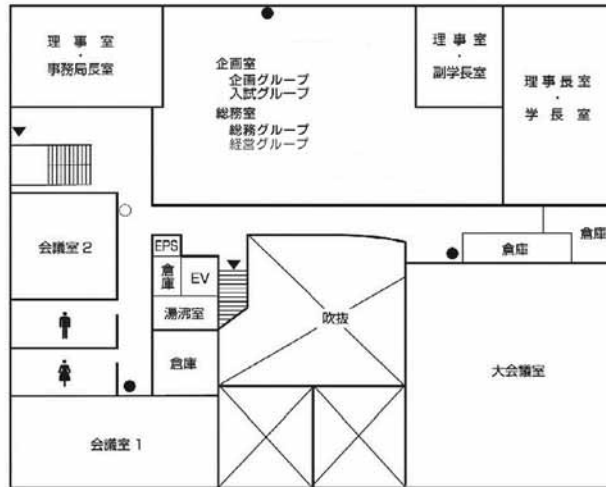 理事室
・
事務局長室
企画室
企画グループ
入試グループ
総務室
総務グループ
経営グループ
理事室
・
副学長室
理事長室
・
学長室
会議室 2
EPS
倉庫
EV
湯沸室
倉庫
吹抜
倉庫
倉庫
大会議室
会議室 1